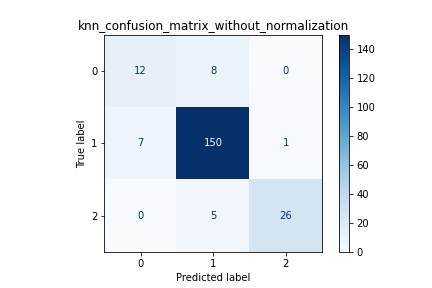 knn_confusion_matrix_without_normalization
0 12 8 0
1 7 150 1
2 0 5 26
0 1 2
True label
Predicted label
140
120
100
80
60
40
20
0